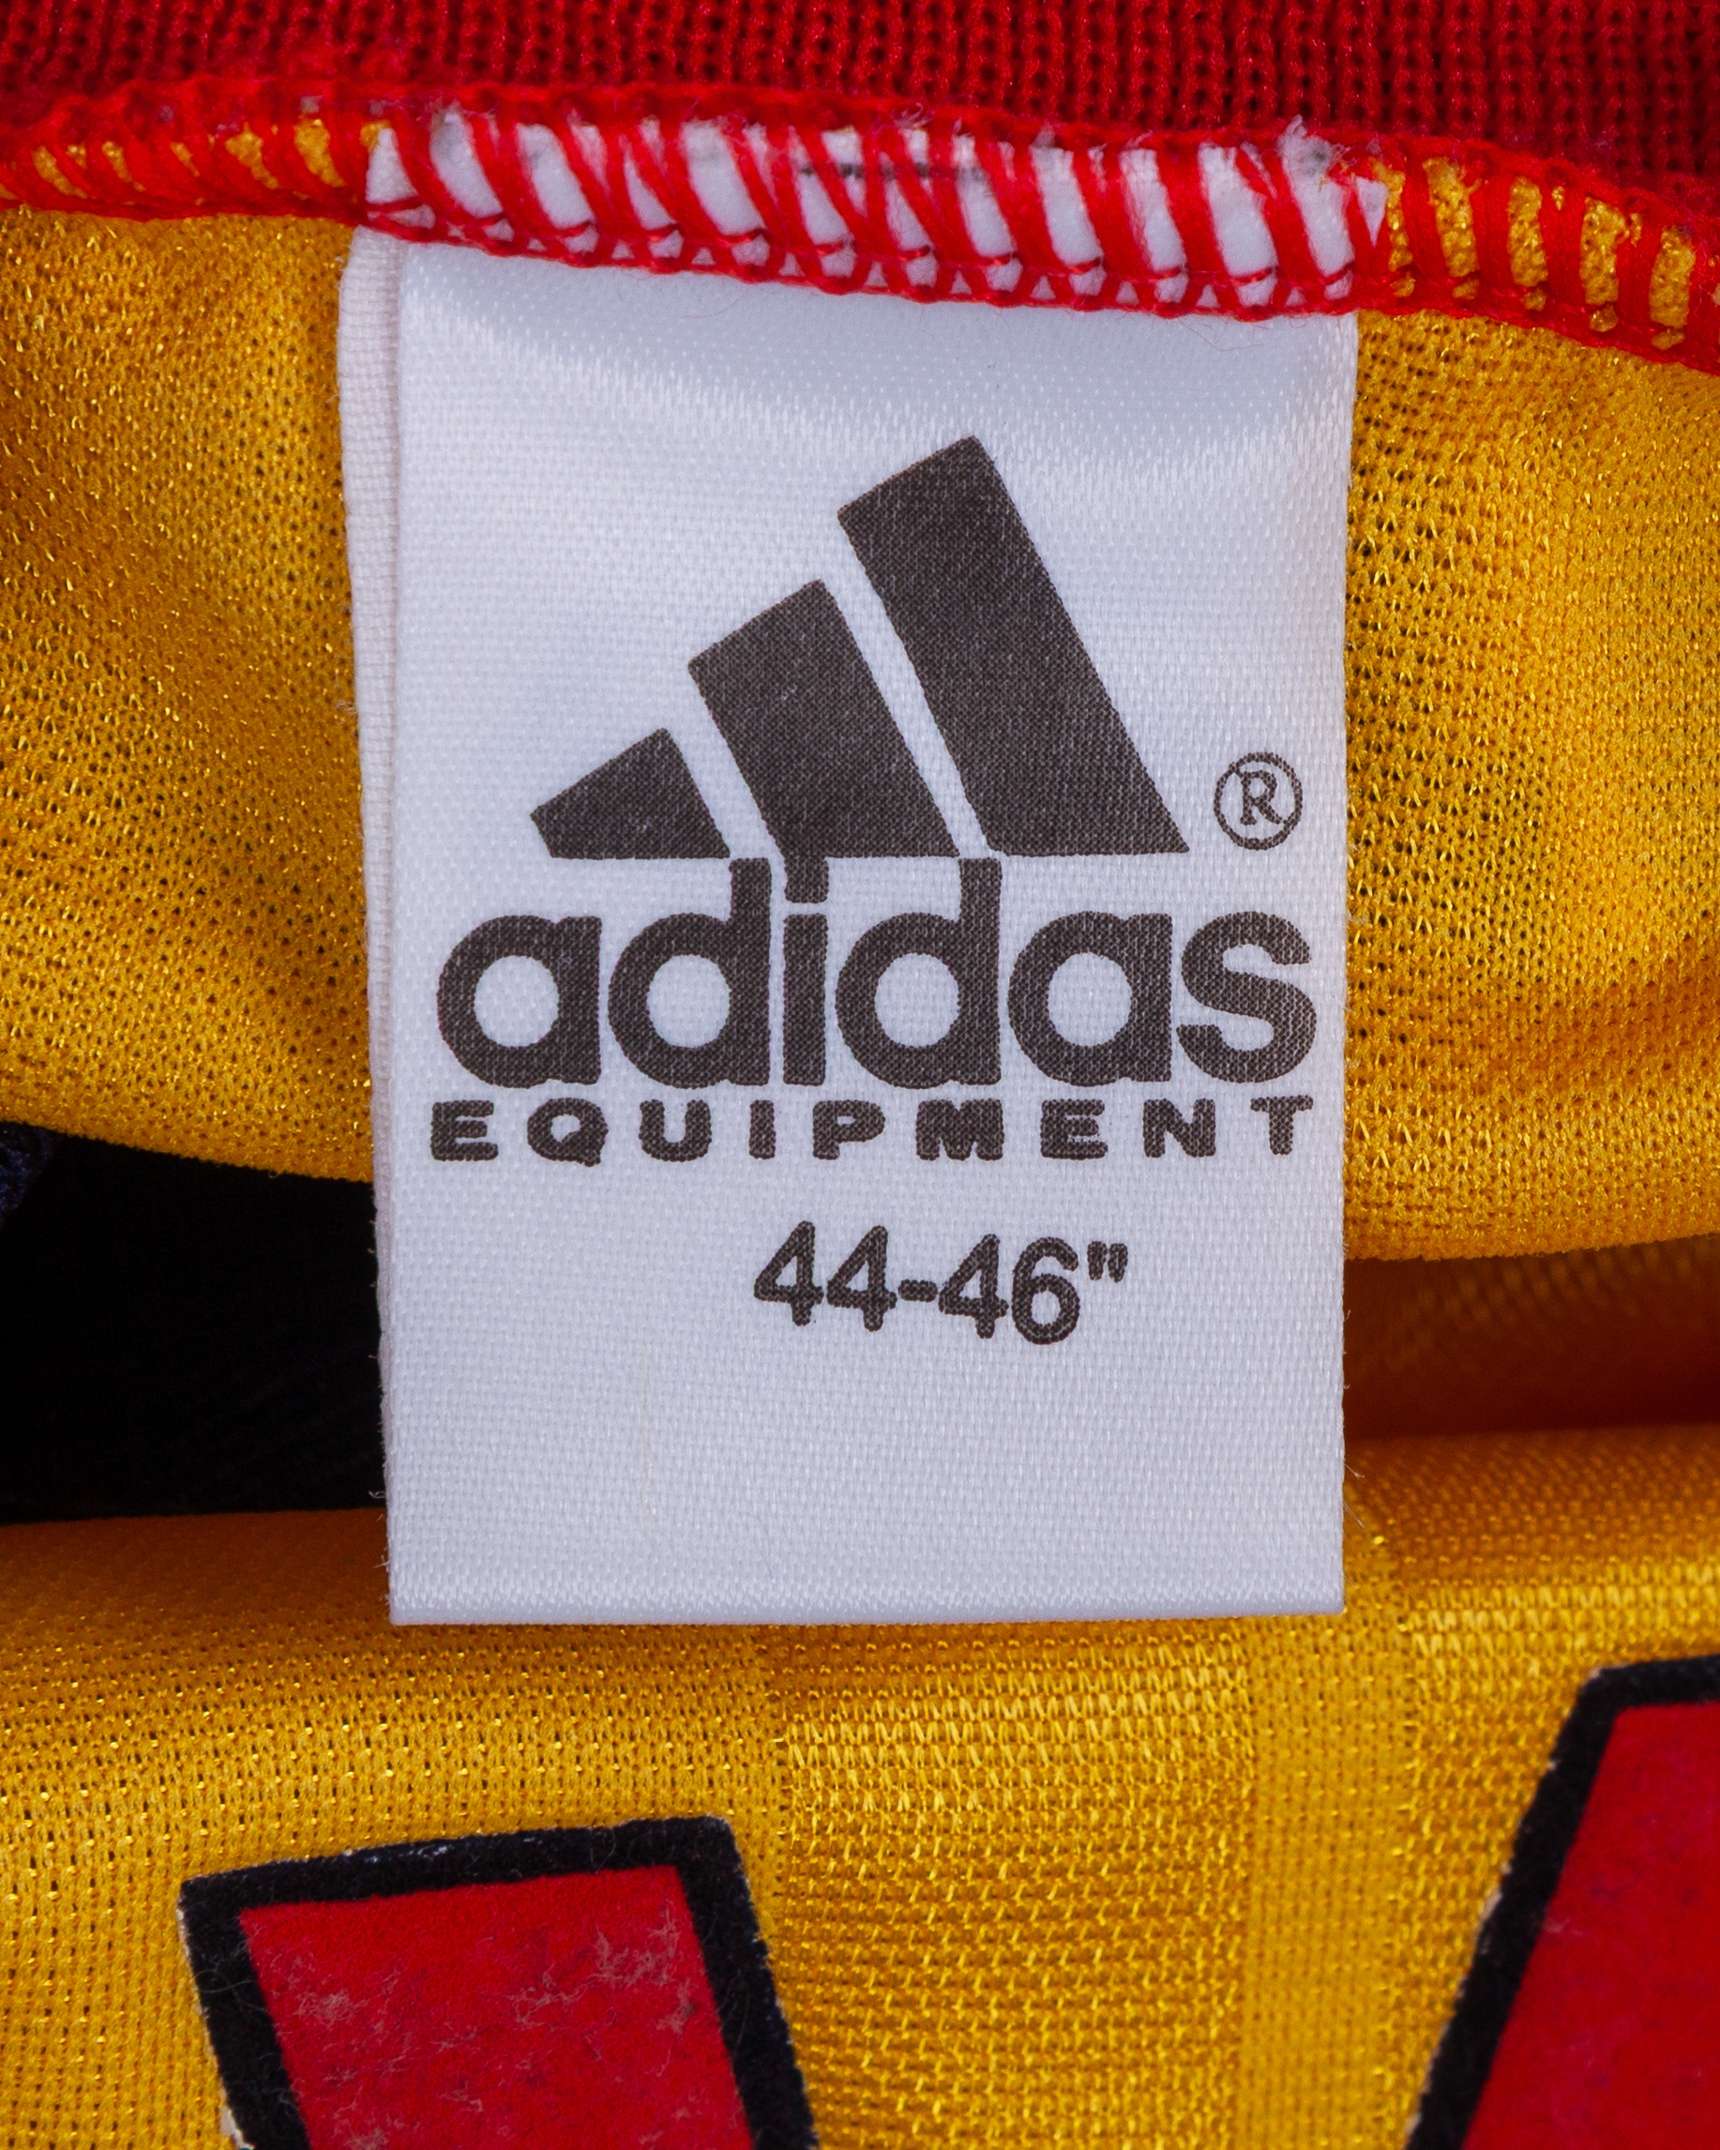 ®
adidas
EQUIPMENT
44-46"